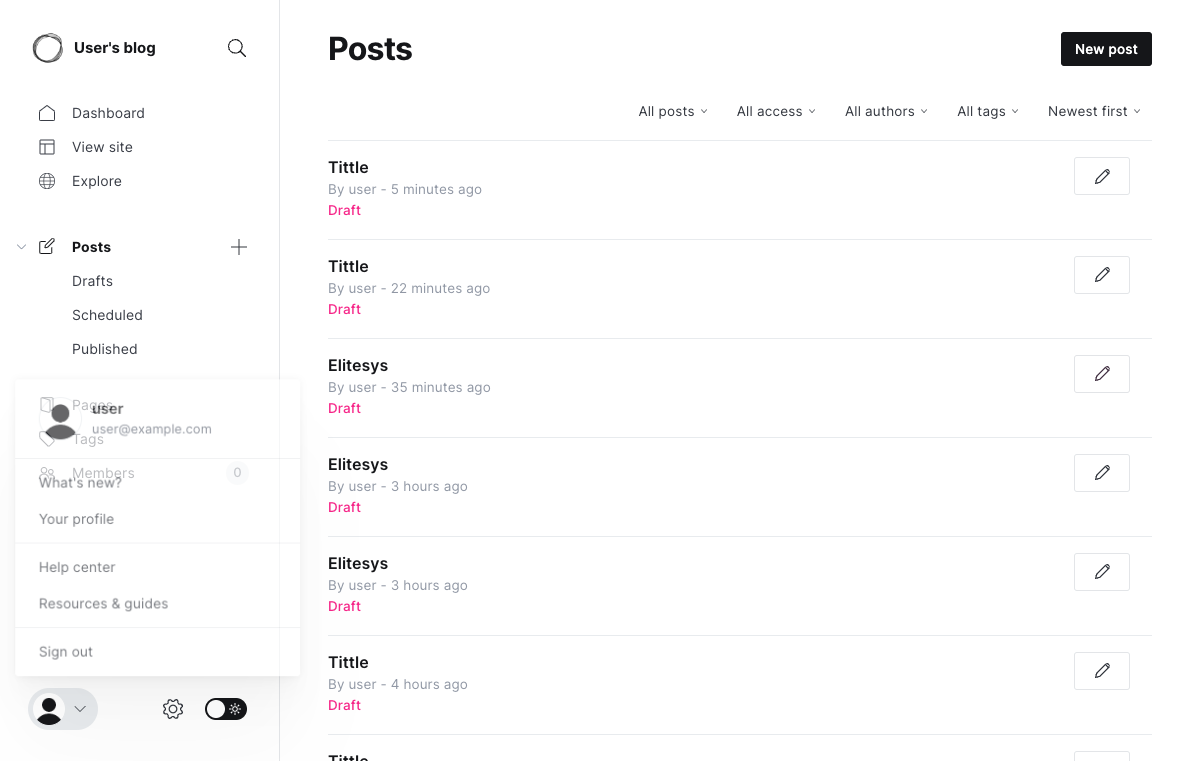 User's blog
Dashboard
View site
Explore
Posts
Drafts
Scheduled
Published
Pages
user
user@example.com
Tags
Members 0
What's new?
Your profile
Help center
Resources & guides
Sign out
Posts
New post
All posts All access All authors All tags Newest first
Tittle
By user - 5 minutes ago
Draft
Tittle
By user - 22 minutes ago
Draft
Elitesys
By user - 35 minutes ago
Draft
Elitesys
By user - 3 hours ago
Draft
Elitesys
By user - 3 hours ago
Draft
Tittle
By user - 4 hours ago
Draft
Tittle